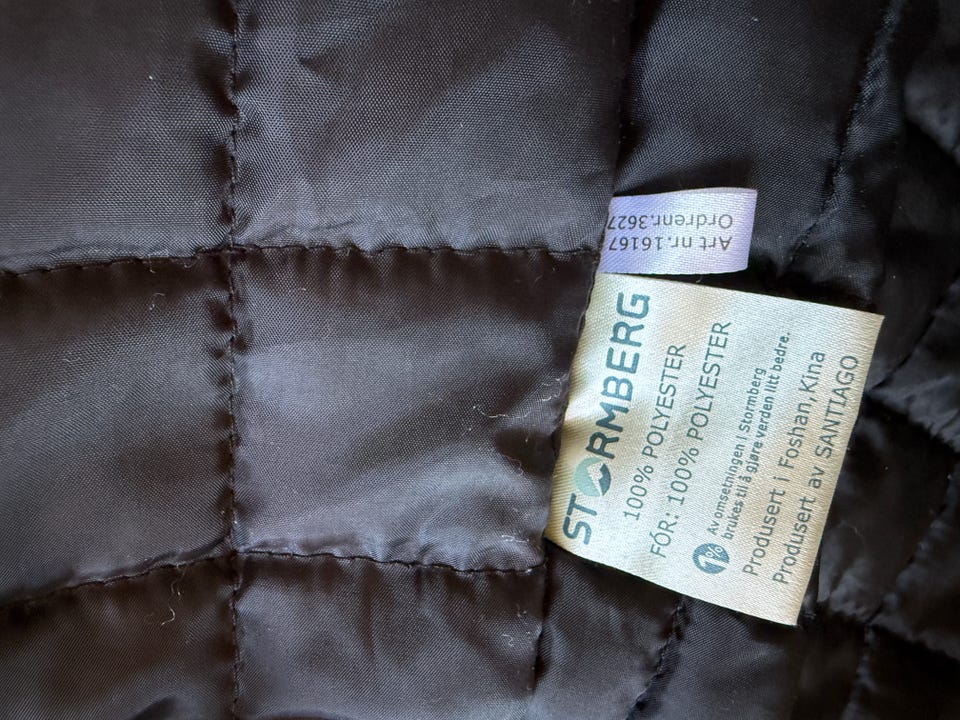 Art nr.16167
Ordrenr.3627
STORMBERG
100% POLYESTER
FÓR: 100% POLYESTER
1% Av omsetningen i Stormberg
brukes til å gjøre verden litt bedre.
Produsert i Foshan,Kina
Produsert av SANTIAGO